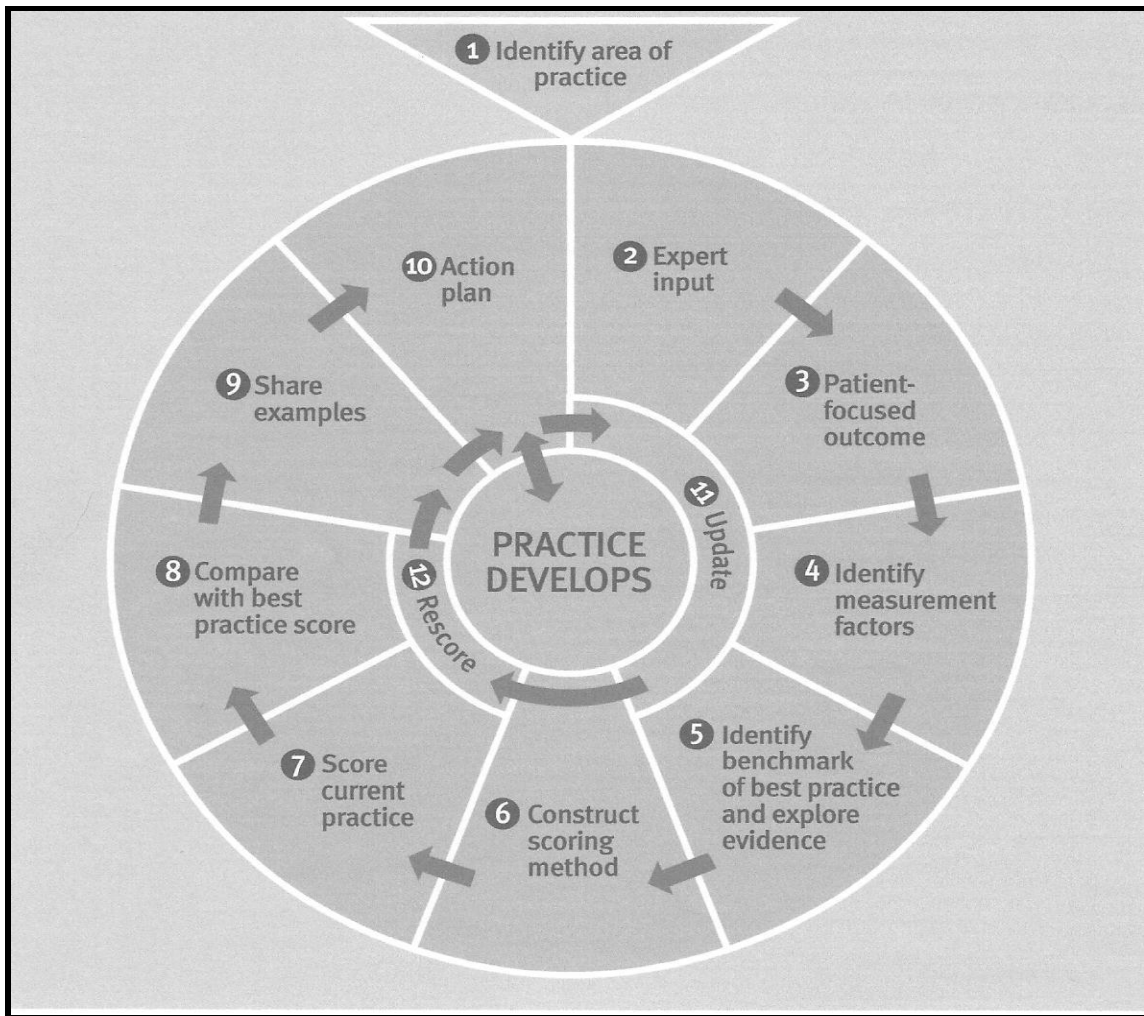 1 Identify area of
practice
2 Expert
input
3 Patient-
focused
outcome
4 Identify
measurement
factors
5 Identify
benchmark
of best practice
and explore
evidence
6 Construct
scoring
method
7 Score
current
practice
8 Compare
with best
practice score
9 Share
examples
10 Action
plan
11 Update
12 Rescore
PRACTICE
DEVELOPS